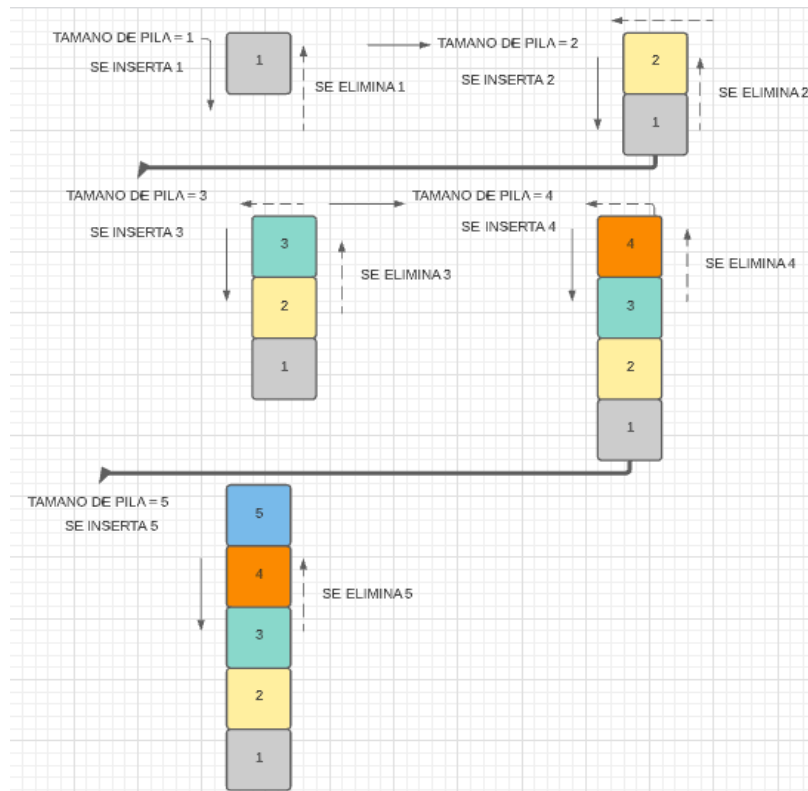 TAMANO DE PILA = 1
SE INSERTA 1
1
SE ELIMINA 1
TAMANO DE PILA = 2
SE INSERTA 2
2
1
SE ELIMINA 2
TAMANO DE PILA = 3
SE INSERTA 3
3
2
1
SE ELIMINA 3
TAMANO DE PILA = 4
SE INSERTA 4
4
3
2
1
SE ELIMINA 4
TAMANO DE PILA = 5
SE INSERTA 5
5
4
3
2
1
SE ELIMINA 5